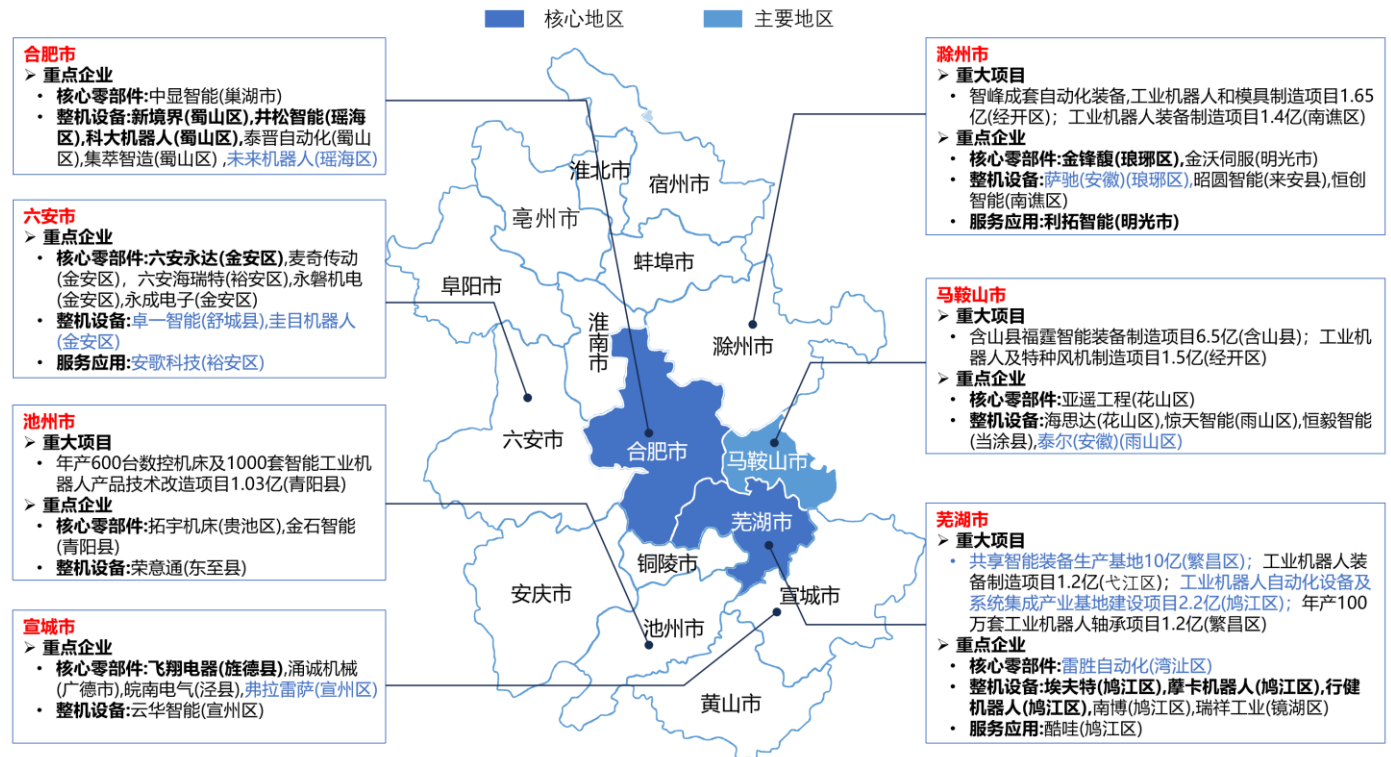 核心地区
主要地区
合肥市
➢ 重点企业
• 核心零部件:中显智能(巢湖市)
• 整机设备:新境界(蜀山区),井松智能(瑶海
区),科大机器人(蜀山区),泰晋自动化(蜀山
区),集萃智造(蜀山区) ,未来机器人(瑶海区)
六安市
➢ 重点企业
• 核心零部件:六安永达(金安区),麦奇传动
(金安区)，六安海瑞特(裕安区),永磐机电
(金安区),永成电子(金安区)
• 整机设备:卓一智能(舒城县),圭目机器人
(金安区)
• 服务应用:安歌科技(裕安区)
池州市
➢ 重大项目
• 年产600台数控机床及1000套智能工业机
器人产品技术改造项目1.03亿(青阳县)
➢ 重点企业
• 核心零部件:拓宇机床(贵池区),金石智能
(青阳县)
• 整机设备:荣意通(东至县)
宣城市
➢ 重点企业
• 核心零部件:飞翔电器(旌德县),涌诚机械
(广德市),皖南电气(泾县),弗拉雷萨(宣州区)
• 整机设备:云华智能(宣州区)
淮北市
宿州市
亳州市
蚌埠市
阜阳市
淮南市
滁州市
六安市
合肥市
马鞍山市
芜湖市
铜陵市
安庆市
宣城市
池州市
黄山市
滁州市
➢ 重大项目
• 智峰成套自动化装备,工业机器人和模具制造项目1.65
亿(经开区)；工业机器人装备制造项目1.4亿(南谯区)
➢ 重点企业
• 核心零部件:金锋馥(琅琊区),金沃伺服(明光市)
• 整机设备:萨驰(安徽)(琅琊区),昭圆智能(来安县),恒创
智能(南谯区)
• 服务应用:利拓智能(明光市)
马鞍山市
➢ 重大项目
• 含山县福霆智能装备制造项目6.5亿(含山县)；工业机
器人及特种风机制造项目1.5亿(经开区)
➢ 重点企业
• 核心零部件:亚遥工程(花山区)
• 整机设备:海思达(花山区),惊天智能(雨山区),恒毅智能
(当涂县),泰尔(安徽)(雨山区)
芜湖市
➢ 重大项目
• 共享智能装备生产基地10亿(繁昌区)；工业机器人装
备制造项目1.2亿(弋江区)；工业机器人自动化设备及
系统集成产业基地建设项目2.2亿(鸠江区)；年产100
万套工业机器人轴承项目1.2亿(繁昌区)
➢ 重点企业
• 核心零部件:雷胜自动化(湾沚区)
• 整机设备:埃夫特(鸠江区),摩卡机器人(鸠江区),行健
机器人(鸠江区),南博(鸠江区),瑞祥工业(镜湖区)
• 服务应用:酷哇(鸠江区)